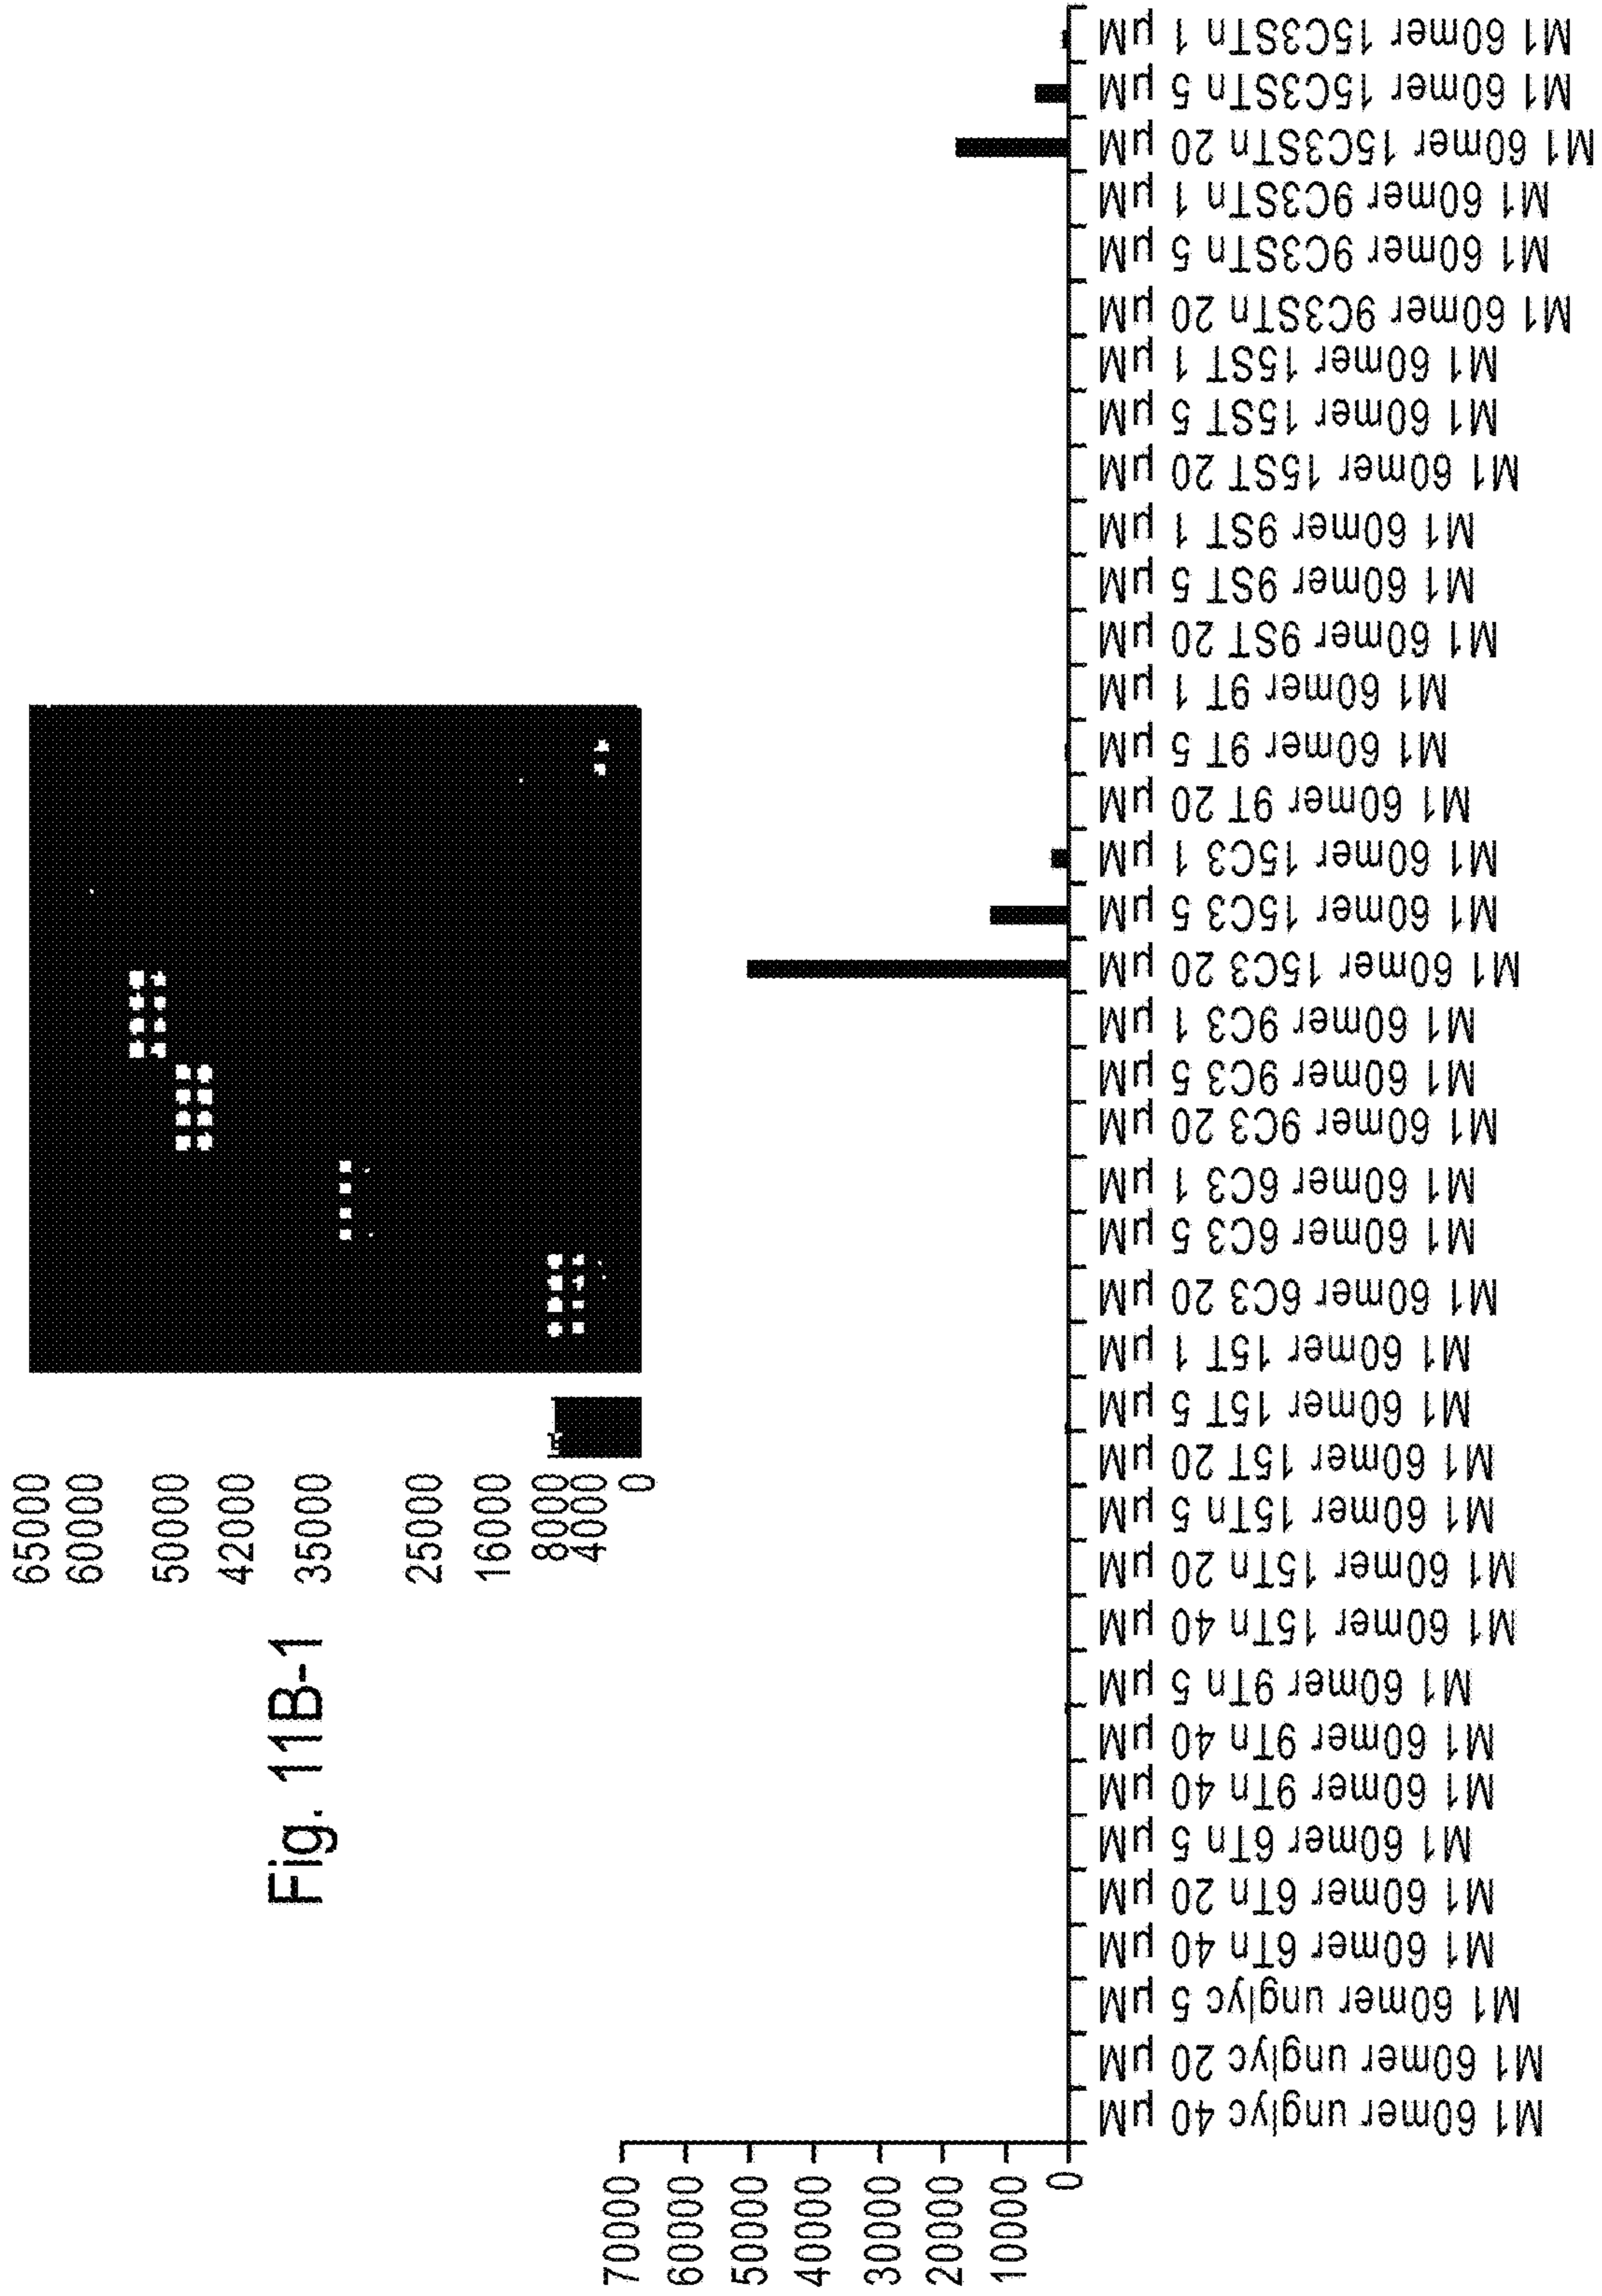 Fig. 11B-1
65000
60000
50000
42000
35000
25000
16000
8000
4000
0
70000
60000
50000
40000
30000
20000
10000
0
M1 60mer unglyc 40 µM
M1 60mer unglyc 20 µM
M1 60mer unglyc 5 µM
M1 60mer 6Tn 40 µM
M1 60mer 6Tn 20 µM
M1 60mer 6Tn 5 µM
M1 60mer 9Tn 40 µM
M1 60mer 9Tn 40 µM
M1 60mer 9Tn 5 µM
M1 60mer 15Tn 40 µM
M1 60mer 15Tn 20 µM
M1 60mer 15Tn 5 µM
M1 60mer 15T 20 µM
M1 60mer 15T 5 µM
M1 60mer 15T 1 µM
M1 60mer 6C3 20 µM
M1 60mer 6C3 5 µM
M1 60mer 6C3 1 µM
M1 60mer 9C3 20 µM
M1 60mer 9C3 5 µM
M1 60mer 9C3 1 µM
M1 60mer 15C3 20 µM
M1 60mer 15C3 5 µM
M1 60mer 15C3 1 µM
M1 60mer 9T 20 µM
M1 60mer 9T 5 µM
M1 60mer 9T 1 µM
M1 60mer 9ST 20 µM
M1 60mer 9ST 5 µM
M1 60mer 9ST 1 µM
M1 60mer 15ST 20 µM
M1 60mer 15ST 5 µM
M1 60mer 15ST 1 µM
M1 60mer 9C3STn 20 µM
M1 60mer 9C3STn 5 µM
M1 60mer 9C3STn 1 µM
M1 60mer 15C3STn 20 µM
M1 60mer 15C3STn 5 µM
M1 60mer 15C3STn 1 µM